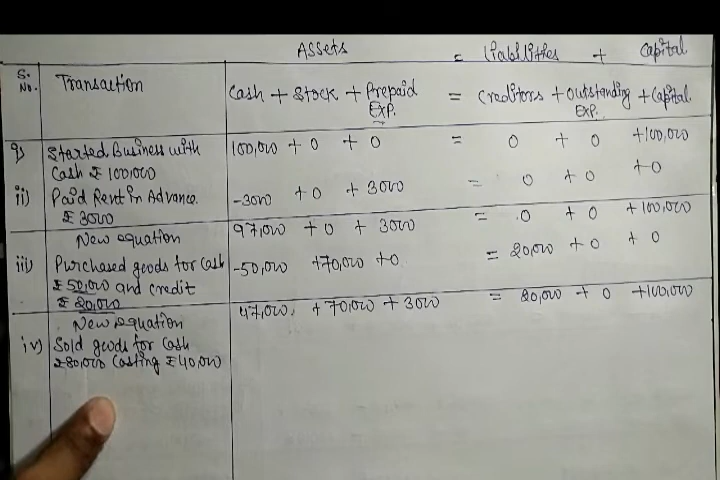 Assets = Liabilities + Capital
S. No. Transaction Cash + Stock + Prepaid Exp. = Creditors + Outstanding Exp. + Capital
i) Started Business with 100,000 + 0 + 0 = 0 + 0 + 100,000
Cash ₹ 100,000
ii) Paid Rent in Advance -3000 + 0 + 3000 = 0 + 0 + 0
₹ 3000
New equation 97,000 + 0 + 3000 = 0 + 0 + 100,000
iii) Purchased goods for Cash -50,000 +70,000 +0 = 20,000 + 0 + 0
₹ 50,000 and credit
₹ 20,000
New equation 47,000 + 70,000 + 3000 = 20,000 + 0 +100,000
iv) Sold goods for Cash
₹80,000 Costing ₹40,000